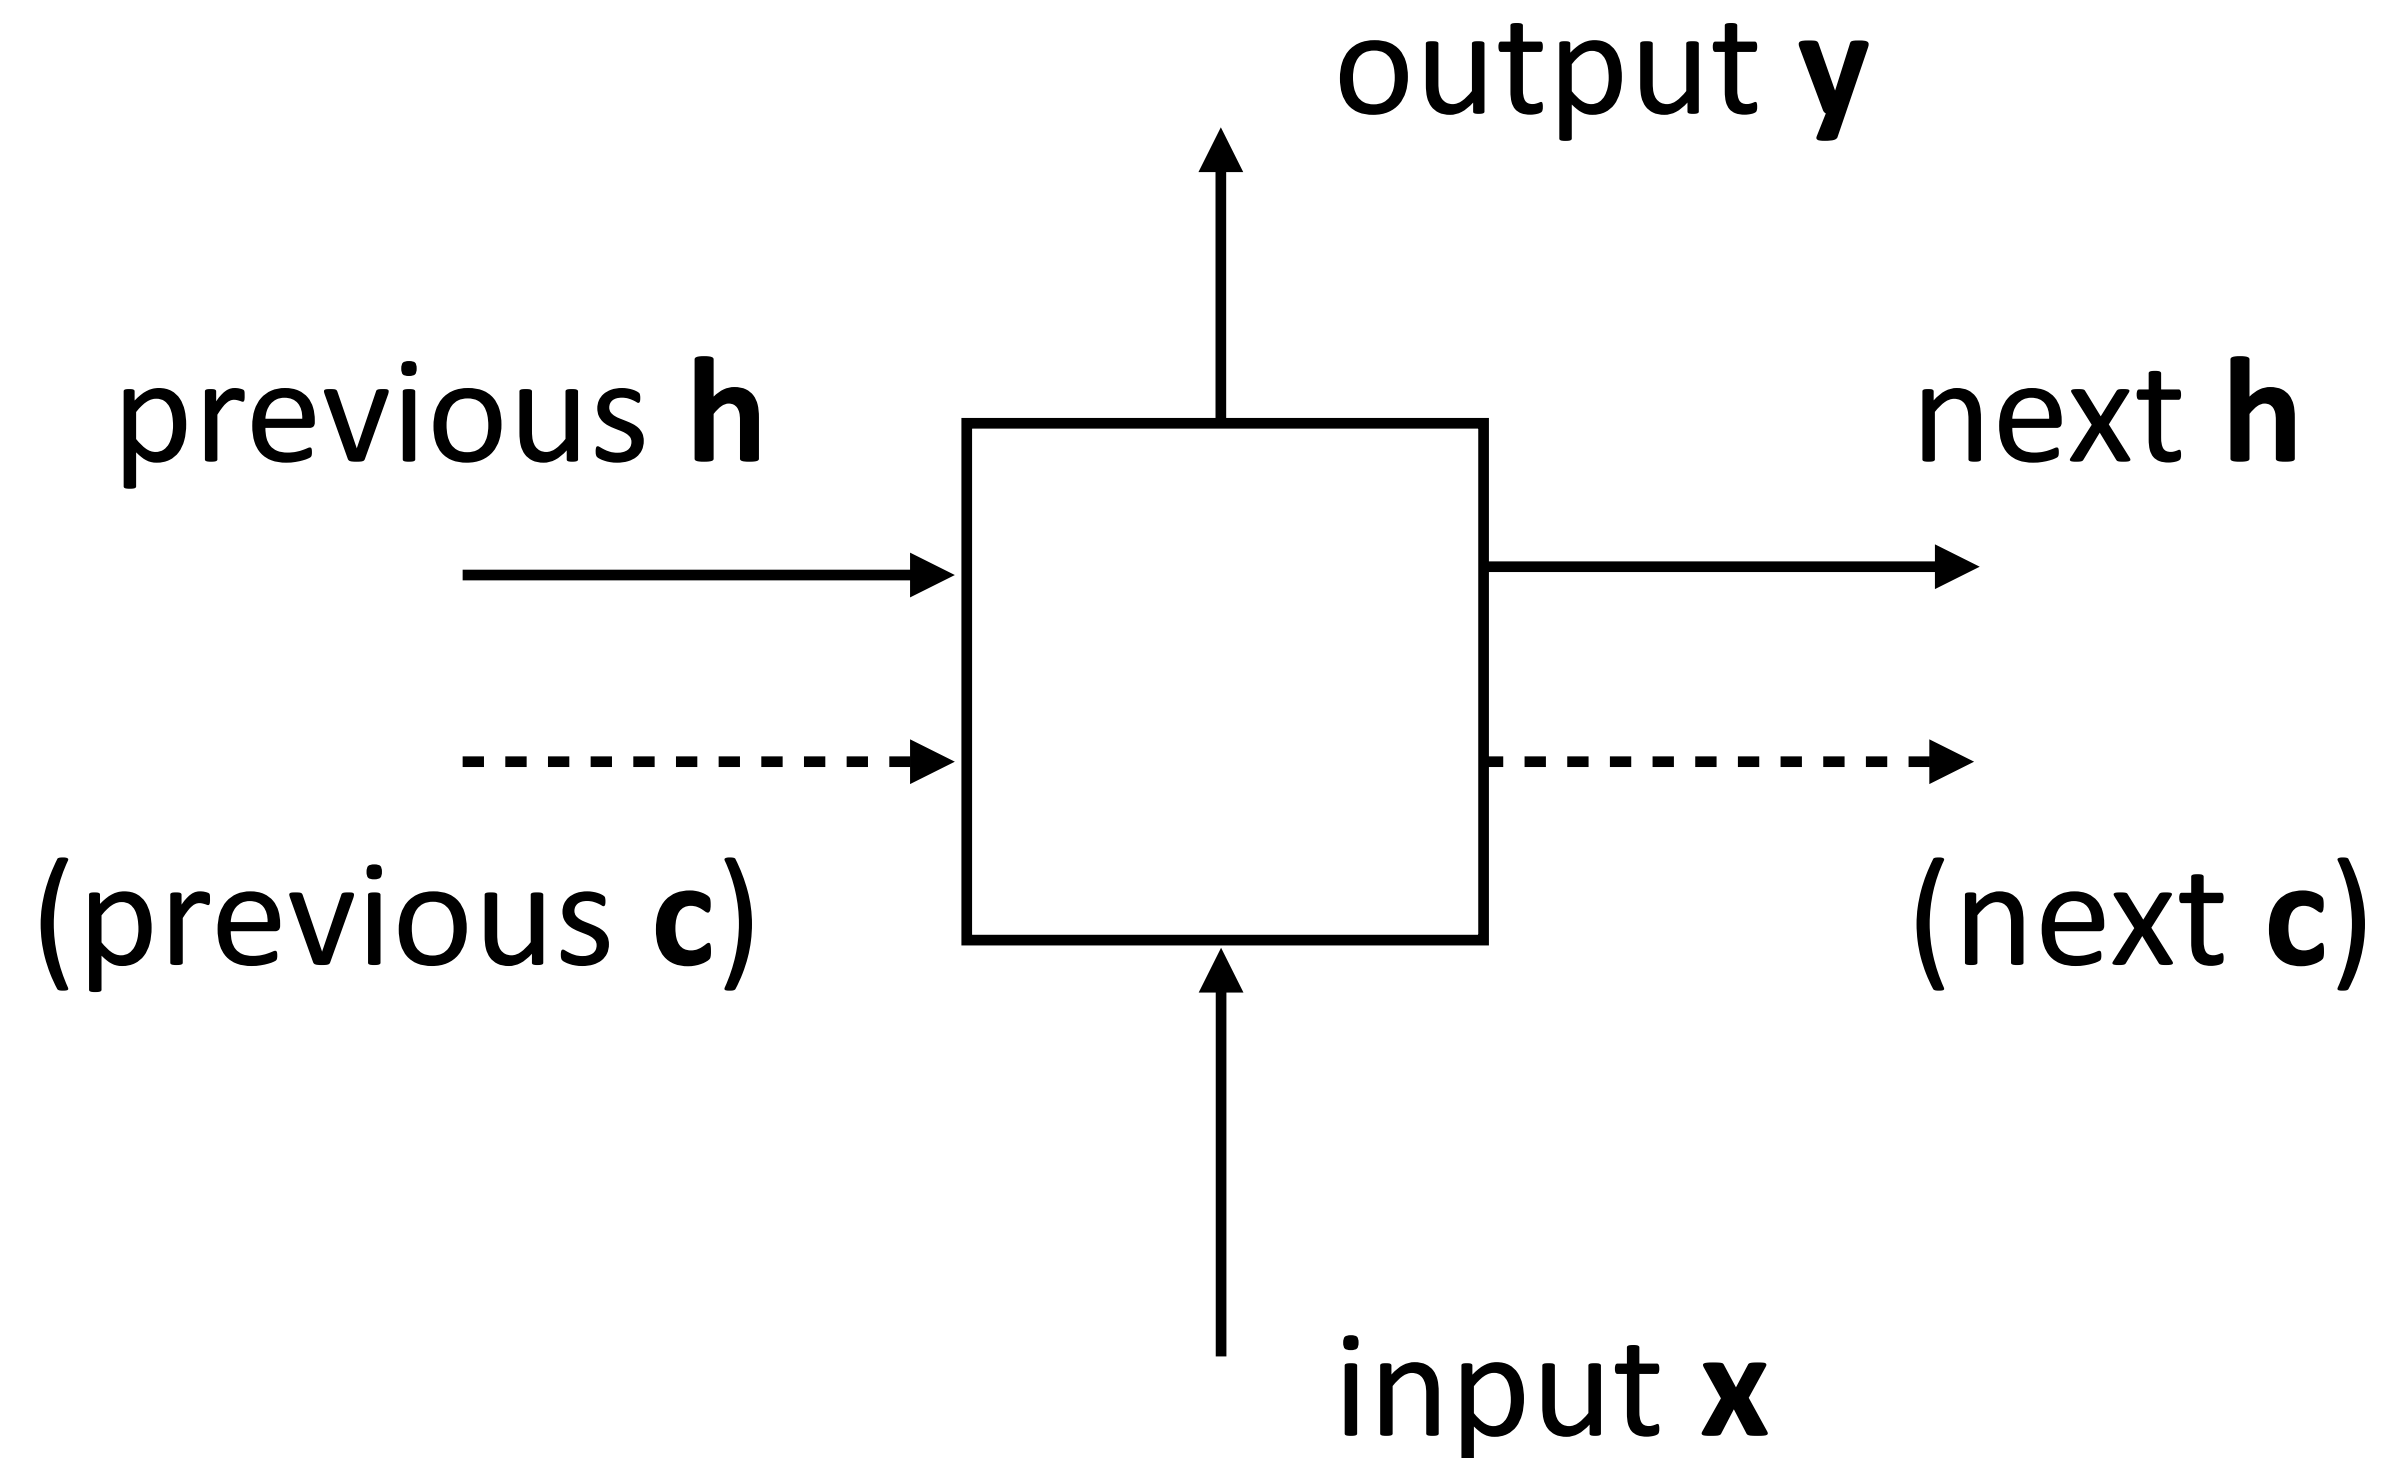 output y
previous h
next h
(previous c)
(next c)
input x